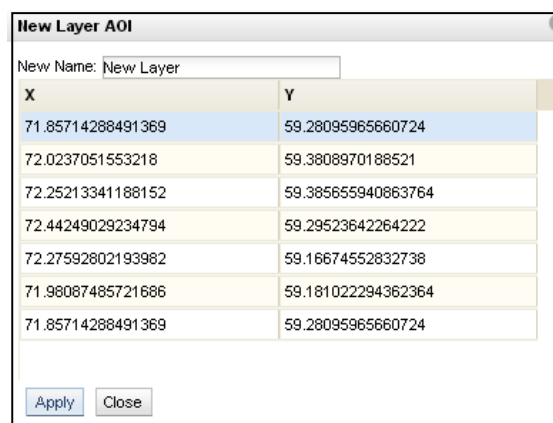 New Layer AOI
New Name: New Layer
X Y
71.85714288491369 59.28095965660724
72.0237051553218 59.3808970188521
72.25213341188152 59.385655940863764
72.44249029234794 59.29523642264222
72.27592802193982 59.16674552832738
71.98087485721686 59.181022294362364
71.85714288491369 59.28095965660724
Apply Close